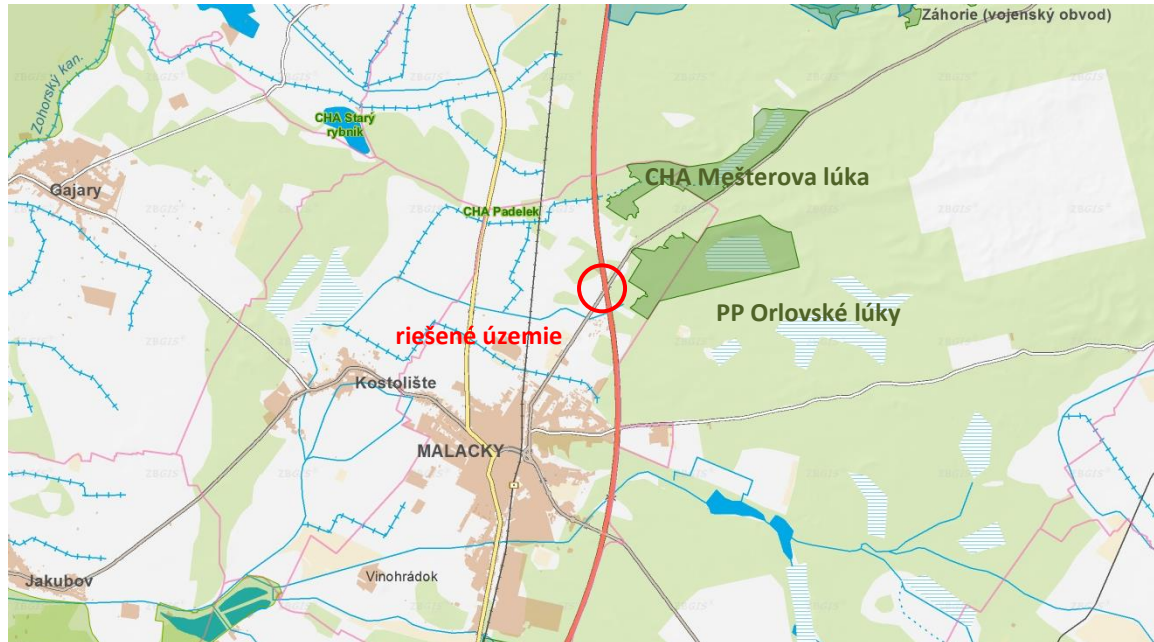 Záhorie (vojenský obvod)
Zohorský kan.
CHA Starý
rybník
CHA Mešterova lúka
Gajary
CHA Padelek
PP Orlovské lúky
riešené územie
Kostolište
MALACKY
Vinohrádok
Jakubov
ZBGIS®